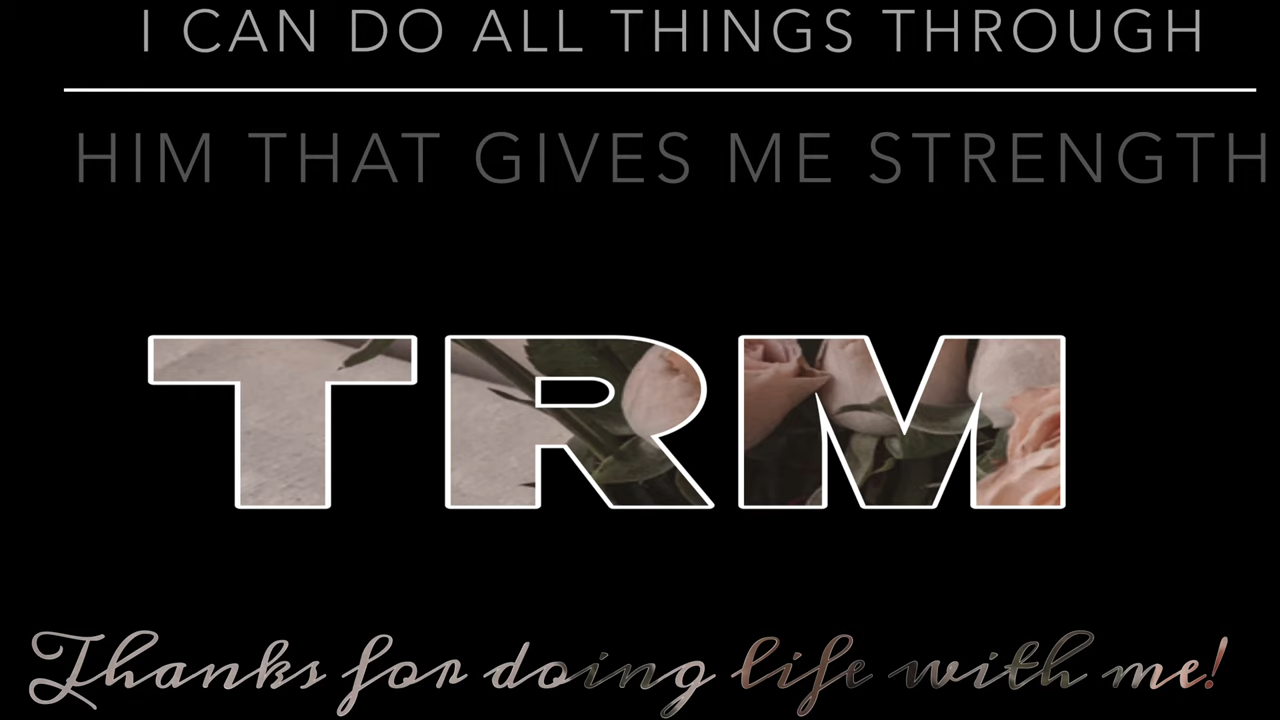 I CAN DO ALL THINGS THROUGH
HIM THAT GIVES ME STRENGTH
TRM
Thanks for doing life with me!